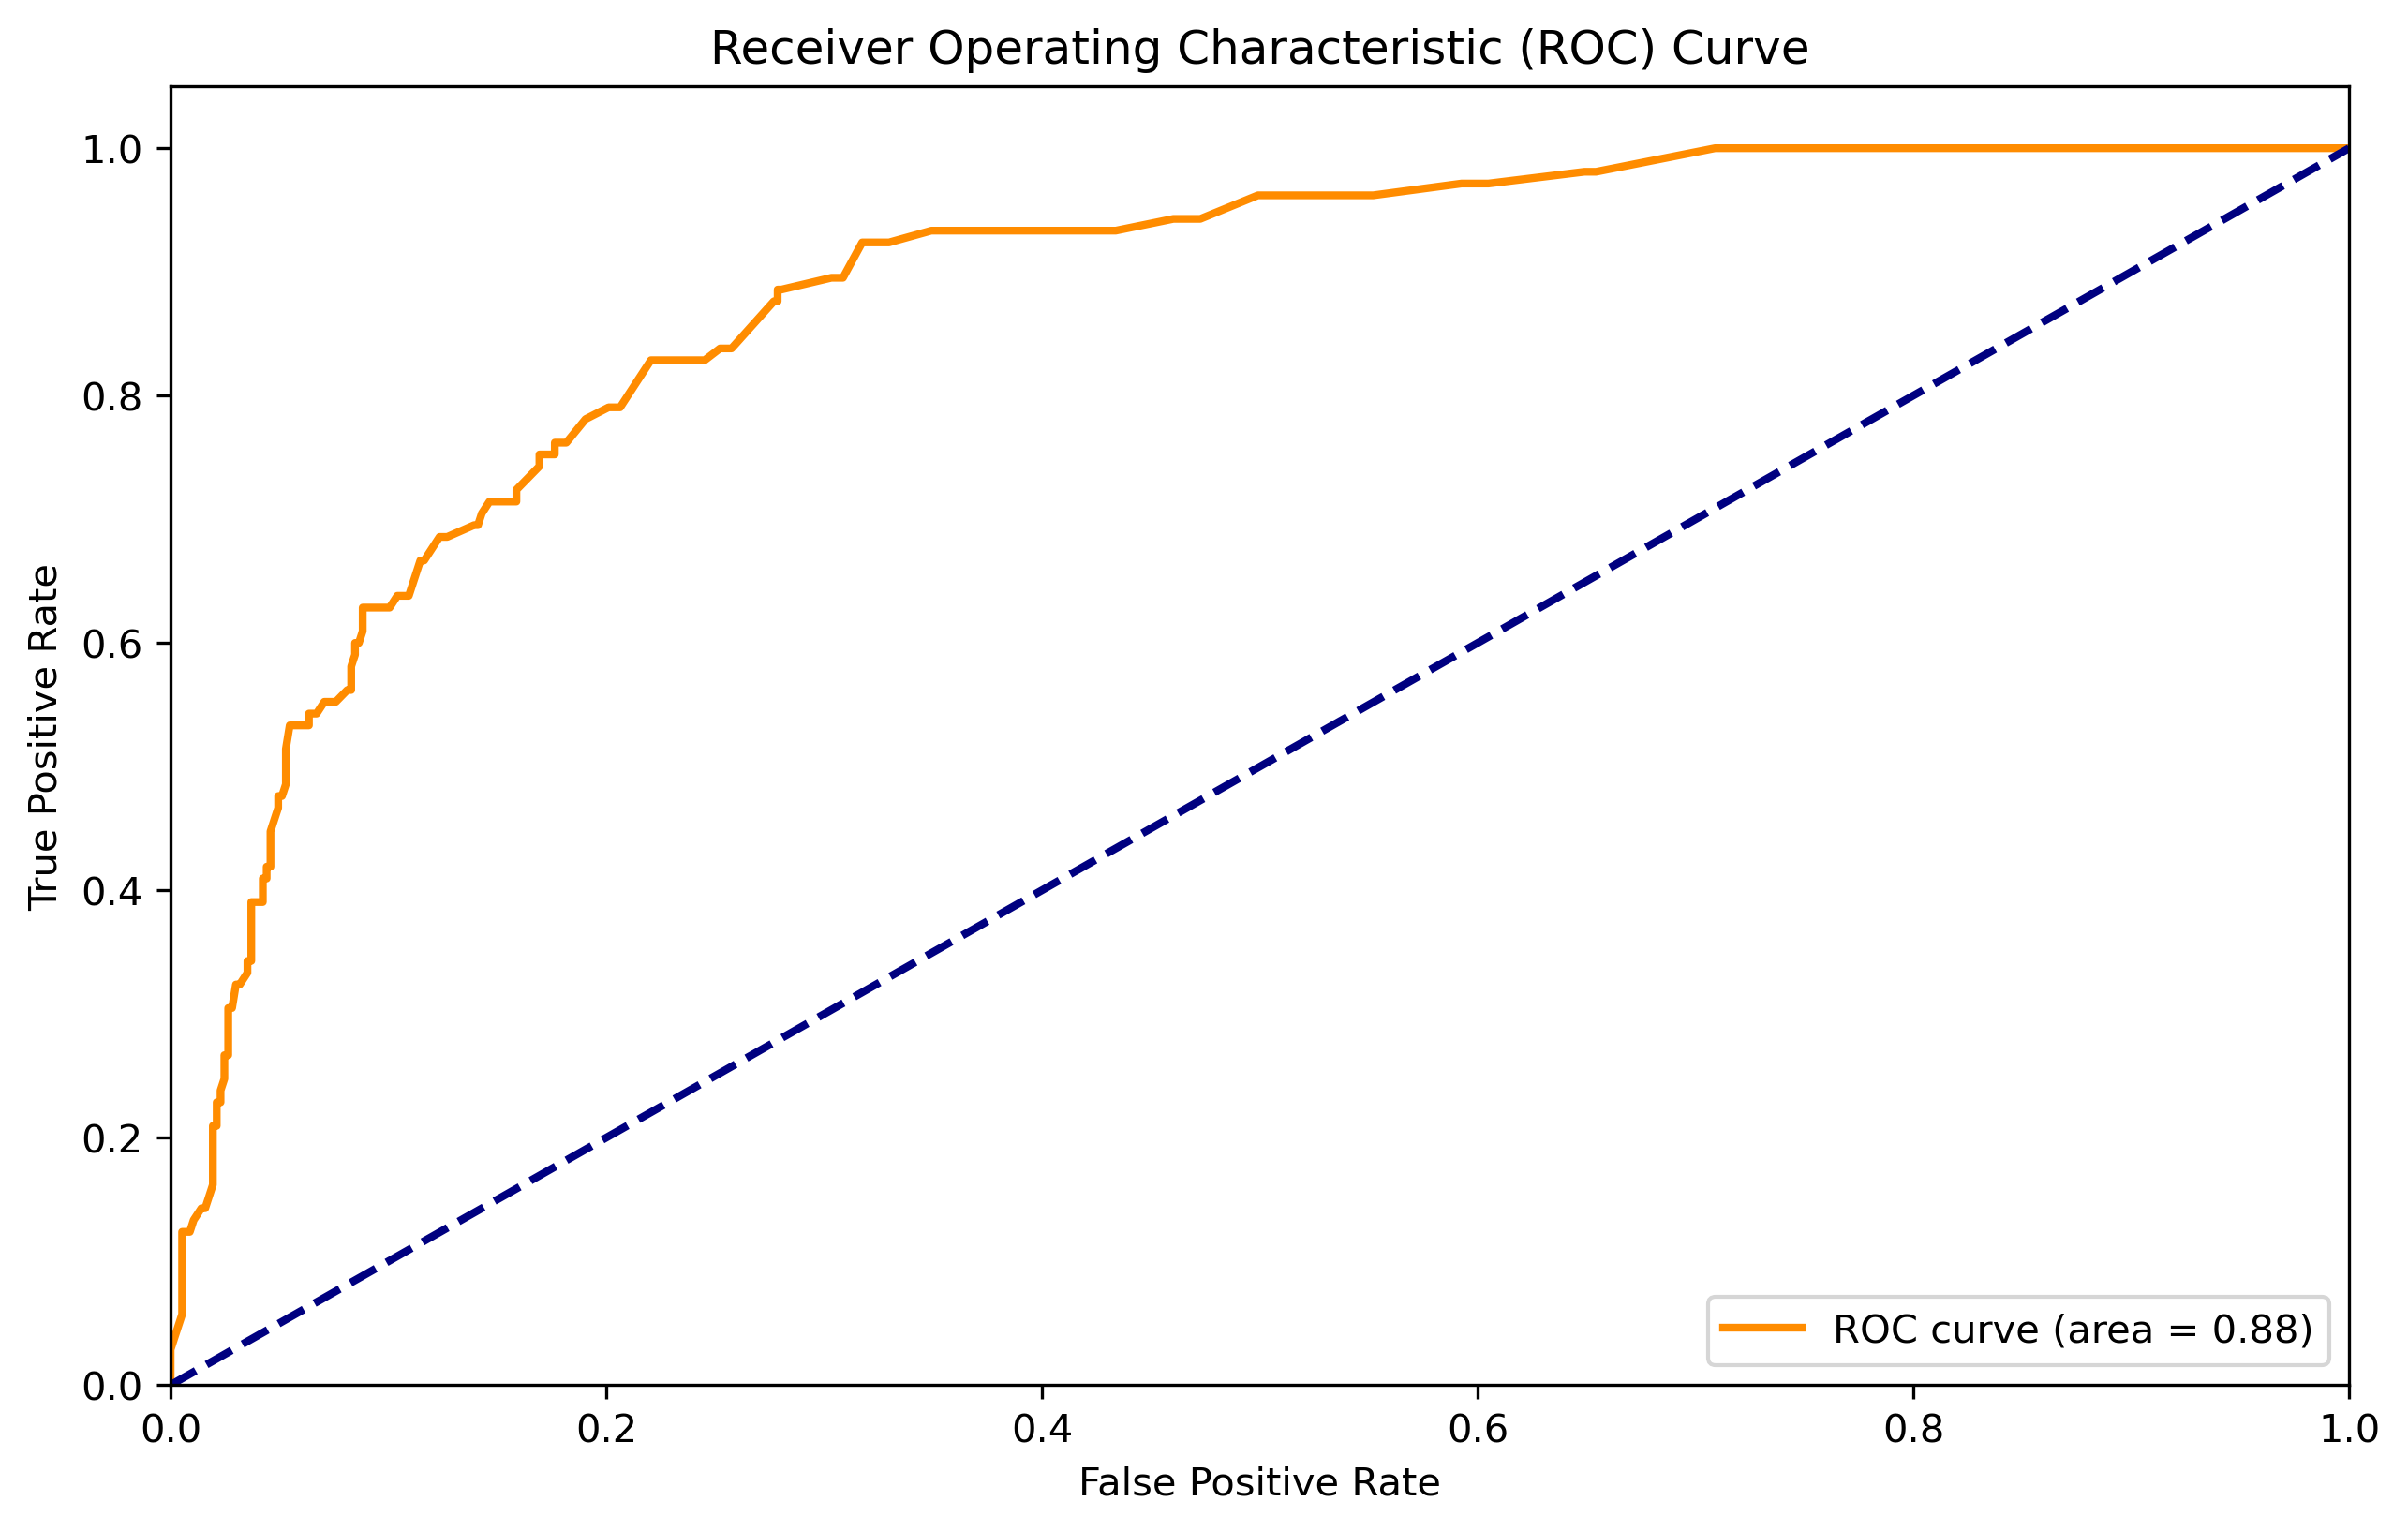 Receiver Operating Characteristic (ROC) Curve
True Positive Rate
1.0
0.8
0.6
0.4
0.2
0.0
ROC curve (area = 0.88)
0.0 0.2 0.4 0.6 0.8 1.0
False Positive Rate